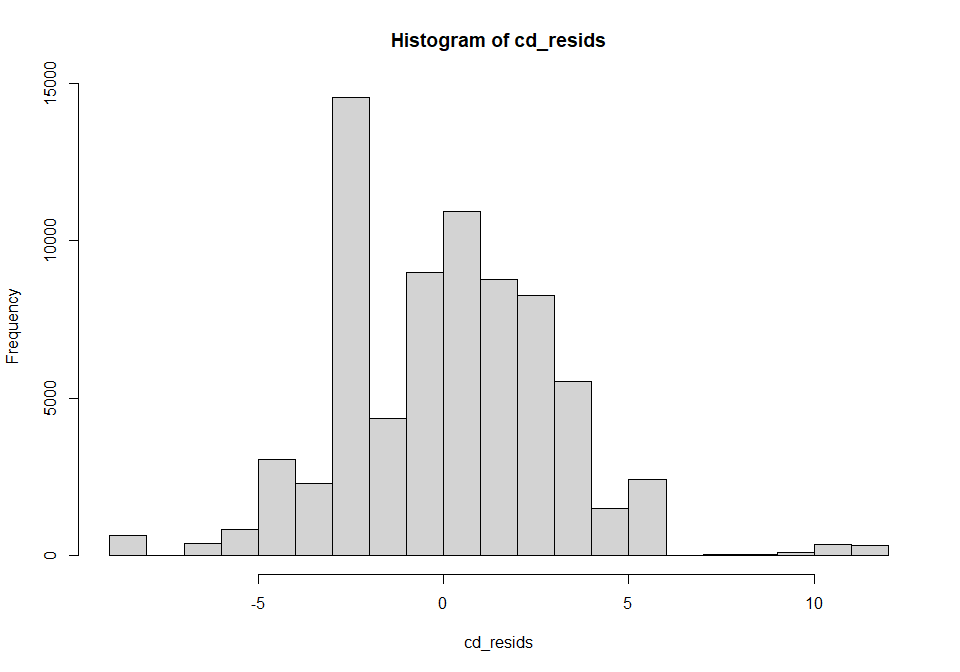 Histogram of cd_resids
Frequency
15000
10000
5000
0
-5 0 5 10
cd_resids